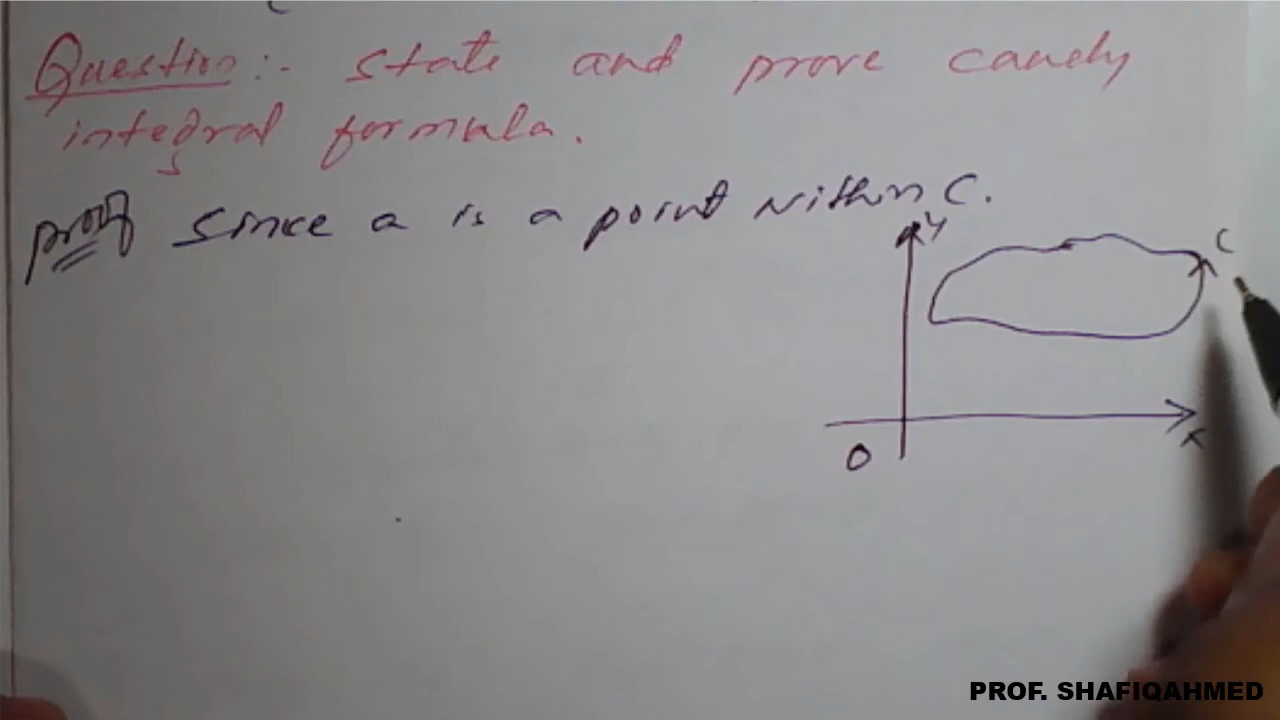 Question:- state and prove cauchy
integral formula.
proof since a is a point within C.
y
C
O
x
PROF. SHAFIQAHMED